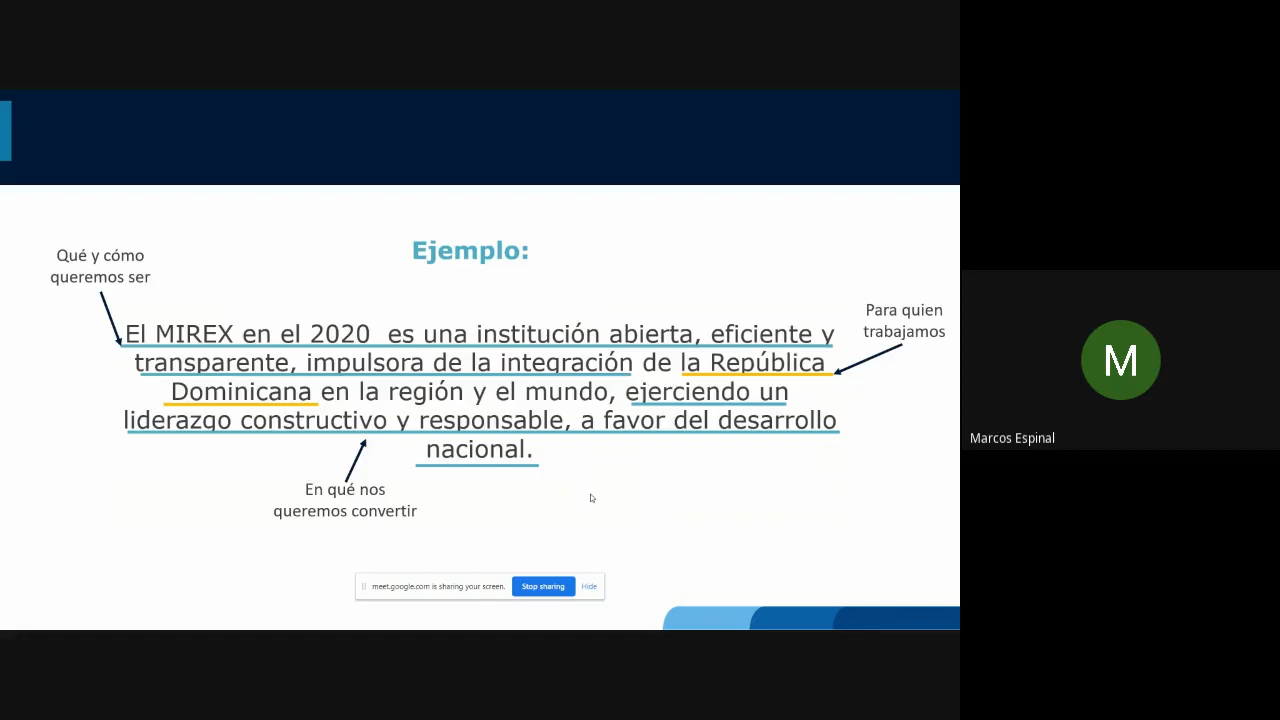 Ejemplo:
Qué y cómo
queremos ser
Para quien
trabajamos
El MIREX en el 2020 es una institución abierta, eficiente y
transparente, impulsora de la integración de la República
Dominicana en la región y el mundo, ejerciendo un
liderazgo constructivo y responsable, a favor del desarrollo
nacional.
En qué nos
queremos convertir
meet.google.com is sharing your screen. Stop sharing Hide
M
Marcos Espinal